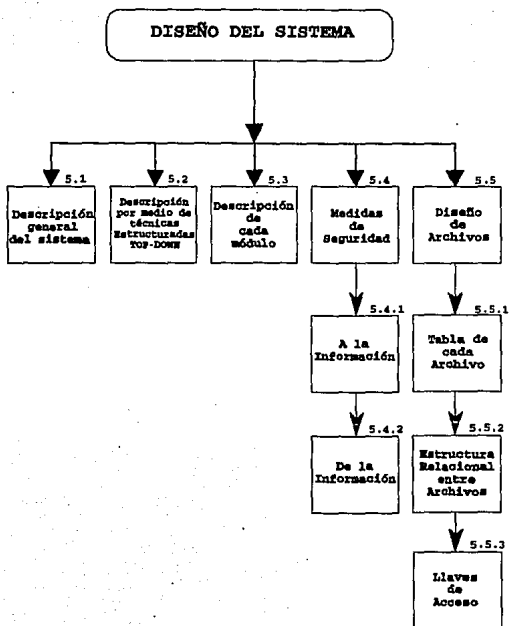 DISEÑO DEL SISTEMA
5.1
Descripción
general
del sistema
5.2
Descripción
por medio de
técnicas
Estructuradas
TOP-DOWN
5.3
Descripción
de
cada
módulo
5.4
Medidas
de
Seguridad
5.5
Diseño
de
Archivos
5.4.1
A la
Información
5.5.1
Tabla de
cada
Archivo
5.4.2
De la
Información
5.5.2
Estructura
Relacional
entre
Archivos
5.5.3
Llaves
de
Acceso